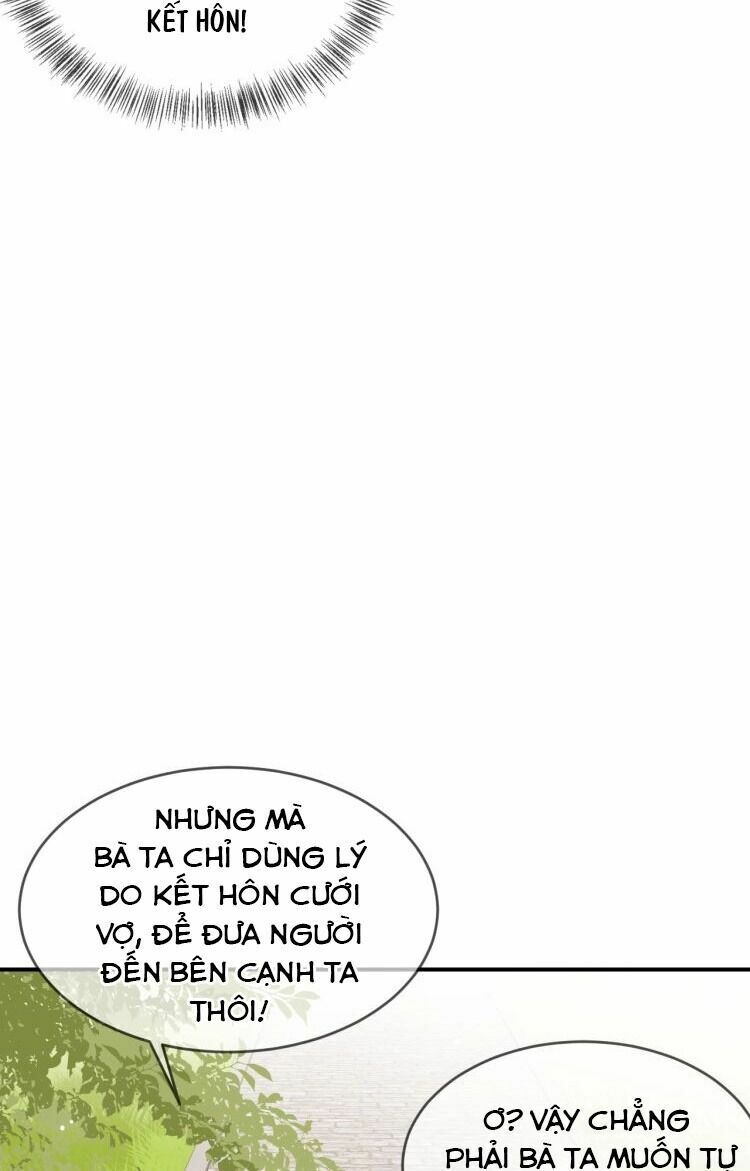 KẾT HÔN!
NHƯNG MÀ
BÀ TA CHỈ DÙNG LÝ
DO KẾT HÔN CƯỚI
VỢ, ĐỂ ĐƯA NGƯỜI
ĐẾN BÊN CẠNH TA
THÔI!
Ơ? VẬY CHẲNG
PHẢI BÀ TA MUỐN TỰ